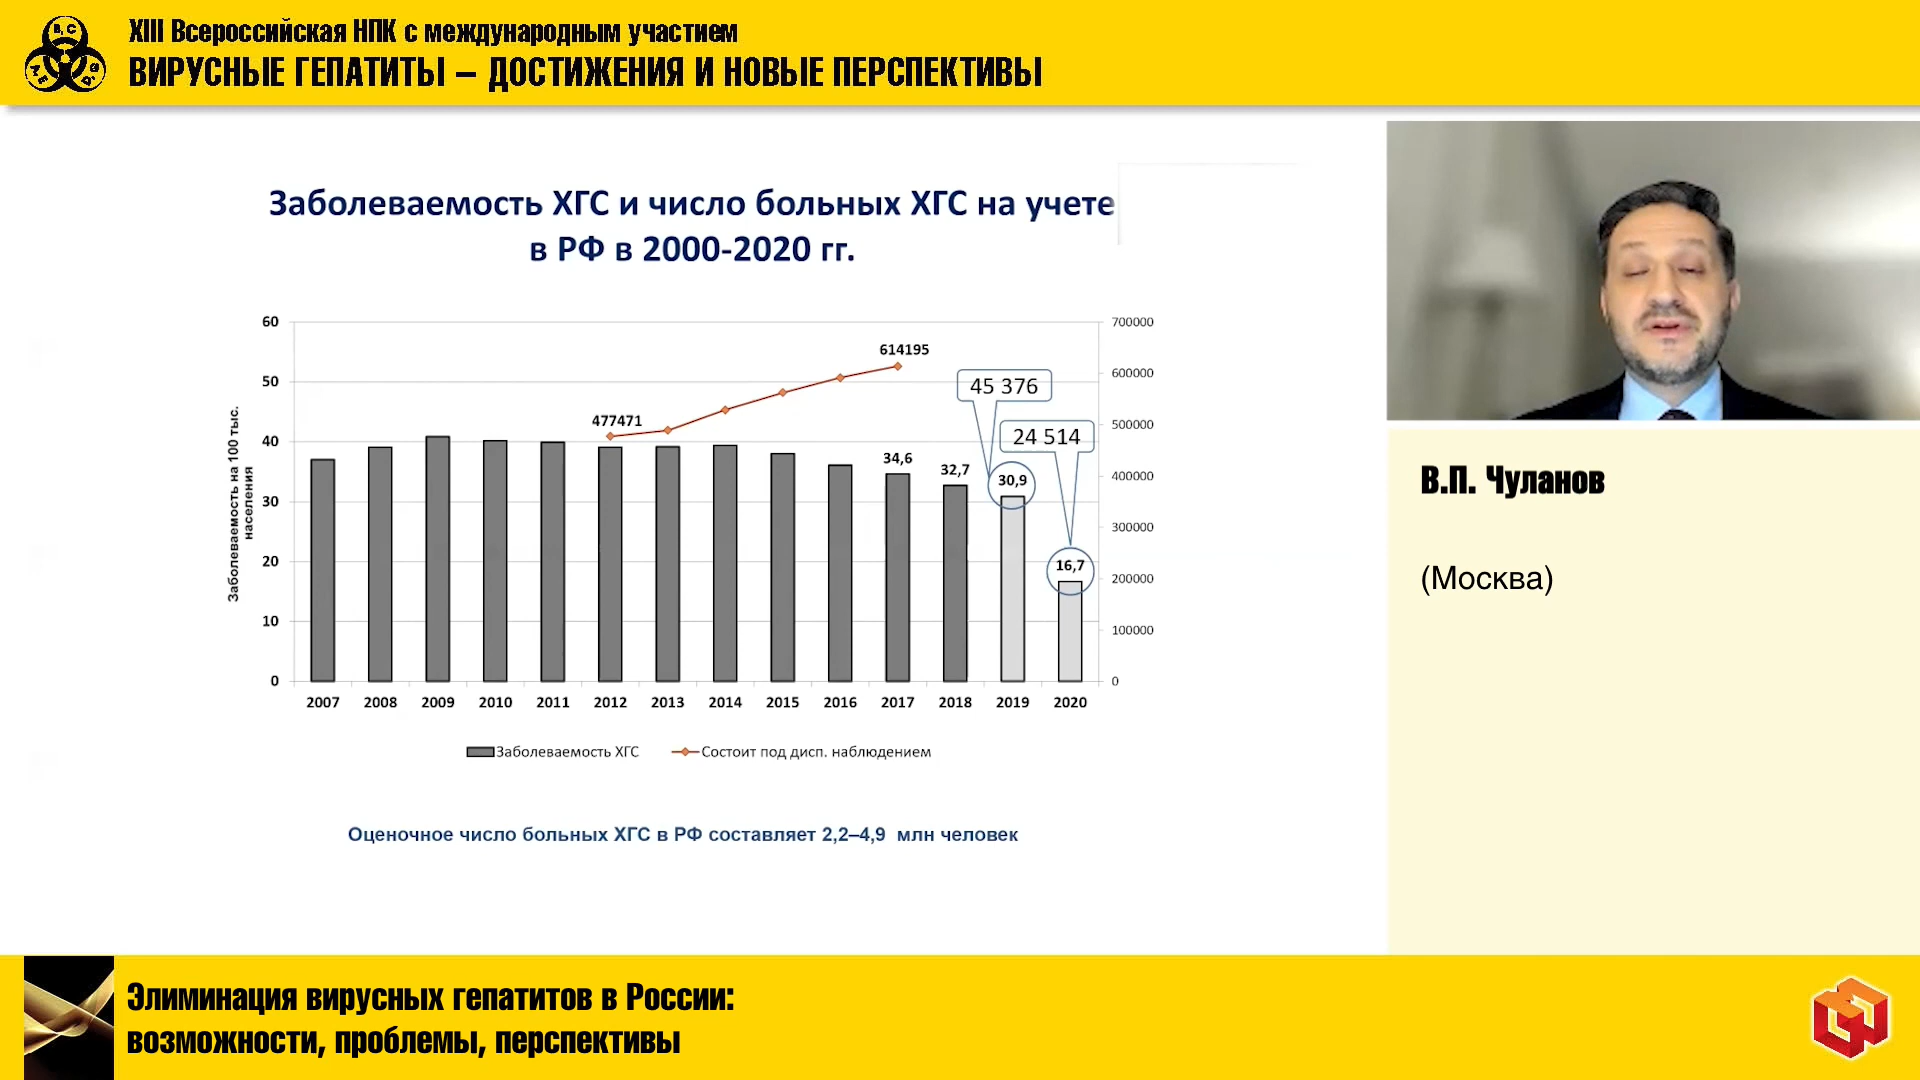 XIII Всероссийская НПК с международным участием
ВИРУСНЫЕ ГЕПАТИТЫ – ДОСТИЖЕНИЯ И НОВЫЕ ПЕРСПЕКТИВЫ
B, C
Заболеваемость ХГС и число больных ХГС на учете
в РФ в 2000-2020 гг.
Заболеваемость на 100 тыс.
населения
60
50
40
30
20
10
0
700000
600000
500000
400000
300000
200000
100000
0
477471
614195
45 376
24 514
34,6
32,7
30,9
16,7
2007 2008 2009 2010 2011 2012 2013 2014 2015 2016 2017 2018 2019 2020
Заболеваемость ХГС Состоит под дисп. наблюдением
Оценочное число больных ХГС в РФ составляет 2,2–4,9 млн человек
В.П. Чуланов
(Москва)
Элиминация вирусных гепатитов в России:
возможности, проблемы, перспективы